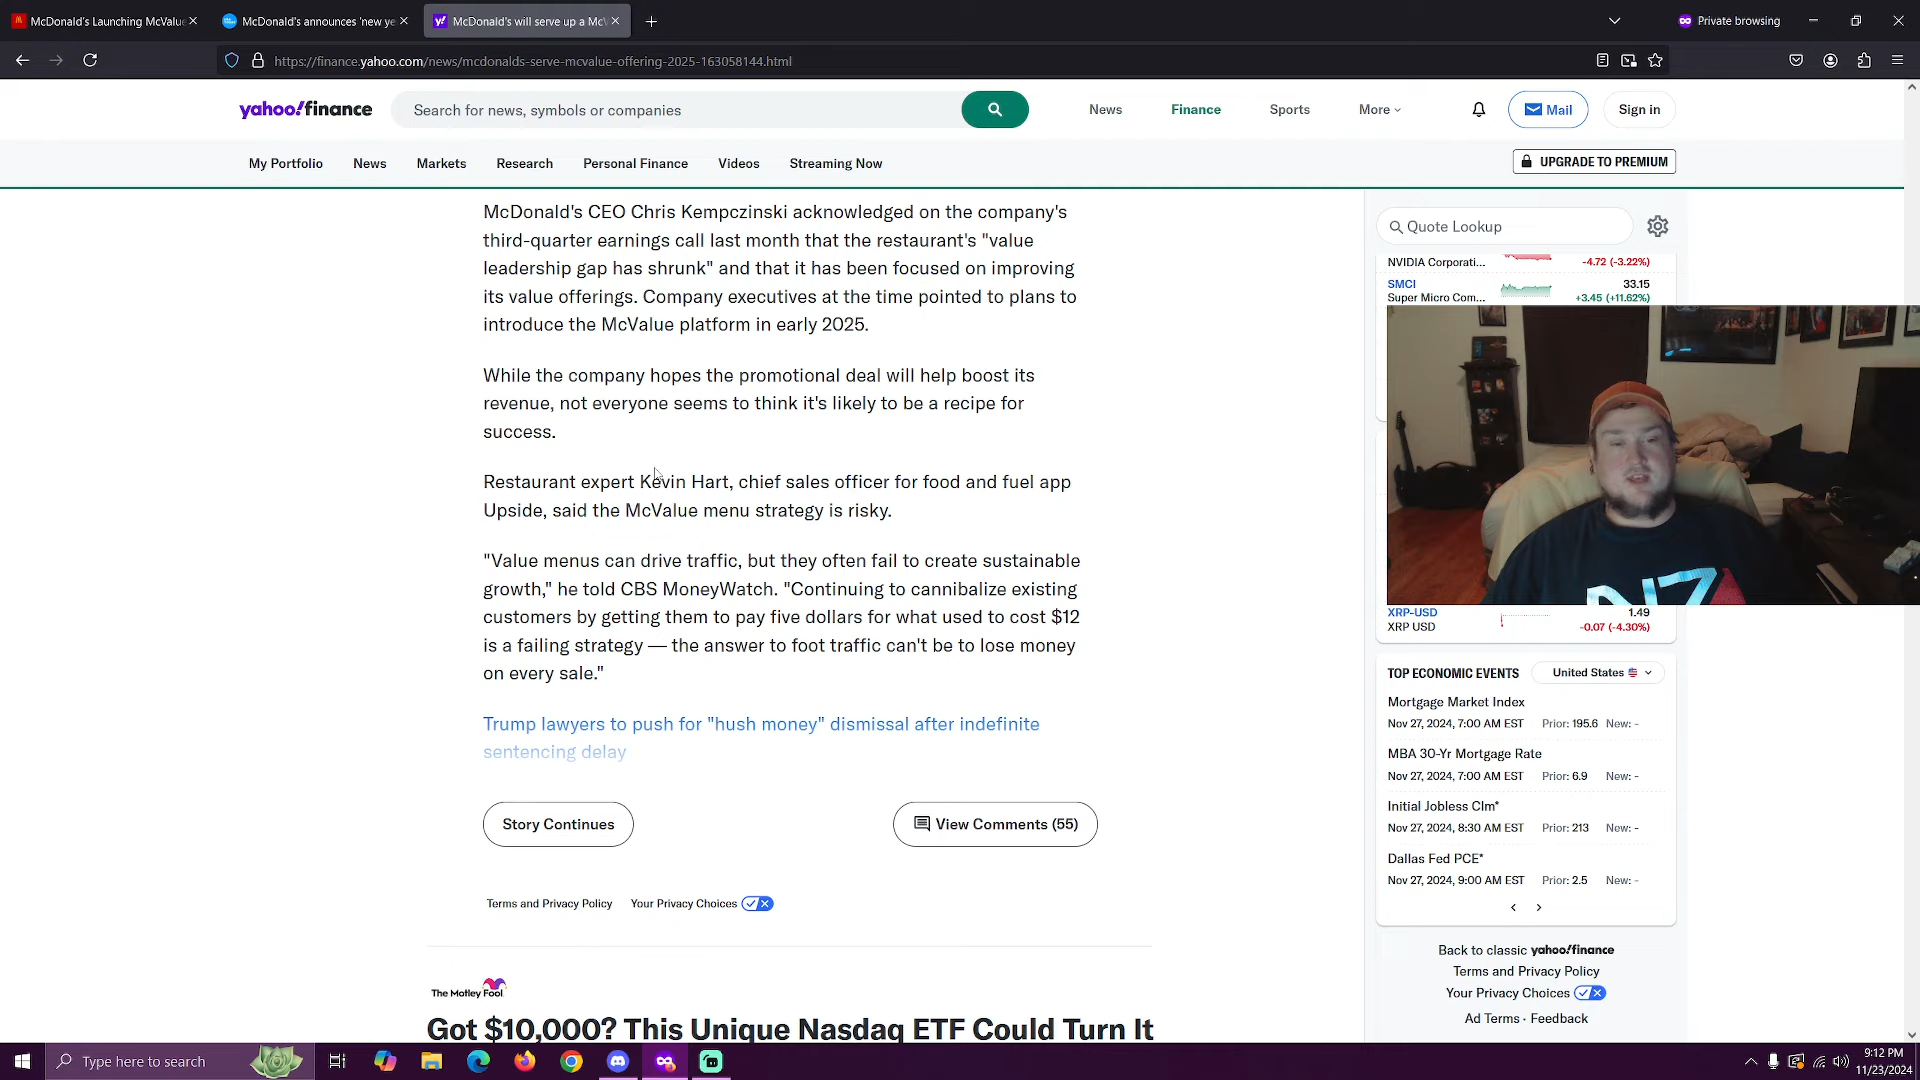 McDonald's Launching McValue
McDonald's announces 'new ye
McDonald's will serve up a Mc
Private browsing
https://finance.yahoo.com/news/mcdonalds-serve-mcvalue-offering-2025-163058144.html
yahoo!finance
Search for news, symbols or companies
News
Finance
Sports
More
Mail
Sign in
My Portfolio
News
Markets
Research
Personal Finance
Videos
Streaming Now
UPGRADE TO PREMIUM
McDonald's CEO Chris Kempczinski acknowledged on the company's
third-quarter earnings call last month that the restaurant's "value
leadership gap has shrunk" and that it has been focused on improving
its value offerings. Company executives at the time pointed to plans to
introduce the McValue platform in early 2025.
While the company hopes the promotional deal will help boost its
revenue, not everyone seems to think it's likely to be a recipe for
success.
Restaurant expert Kevin Hart, chief sales officer for food and fuel app
Upside, said the McValue menu strategy is risky.
"Value menus can drive traffic, but they often fail to create sustainable
growth," he told CBS MoneyWatch. "Continuing to cannibalize existing
customers by getting them to pay five dollars for what used to cost $12
is a failing strategy — the answer to foot traffic can't be to lose money
on every sale."
Trump lawyers to push for "hush money" dismissal after indefinite
sentencing delay
Story Continues
View Comments (55)
Terms and Privacy Policy
Your Privacy Choices
The Motley Fool
Got $10,000? This Unique Nasdaq ETF Could Turn It
Quote Lookup
NVIDIA Corporati... -4.72 (-3.22%)
SMCI 33.15
Super Micro Com... +3.45 (+11.62%)
XRP-USD 1.49
XRP USD -0.07 (-4.30%)
TOP ECONOMIC EVENTS United States
Mortgage Market Index
Nov 27, 2024, 7:00 AM EST Prior: 195.6 New: -
MBA 30-Yr Mortgage Rate
Nov 27, 2024, 7:00 AM EST Prior: 6.9 New: -
Initial Jobless Clm*
Nov 27, 2024, 8:30 AM EST Prior: 213 New: -
Dallas Fed PCE*
Nov 27, 2024, 9:00 AM EST Prior: 2.5 New: -
Back to classic yahoo!finance
Terms and Privacy Policy
Your Privacy Choices
Ad Terms · Feedback
Type here to search
9:12 PM
11/23/2024